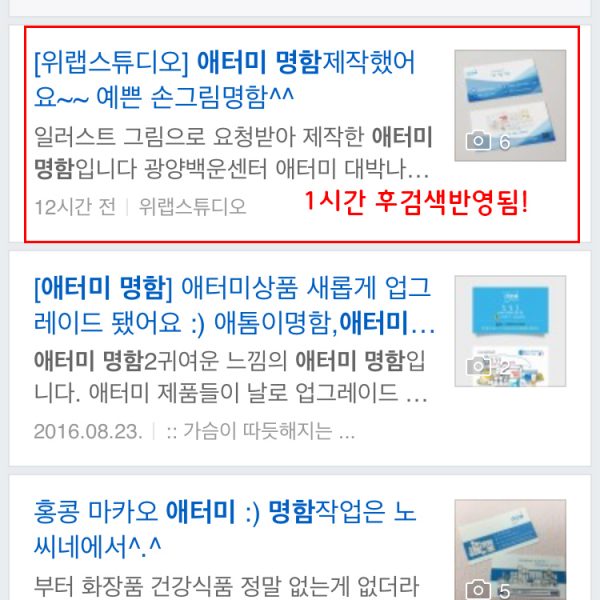 [위랩스튜디오] 애터미 명함제작했어
요~~ 예쁜 손그림명함^^
일러스트 그림으로 요청받아 제작한 애터미
명함입니다 광양백운센터 애터미 대박나...
12시간 전 | 위랩스튜디오
1시간 후검색반영됨!
6
[애터미 명함] 애터미상품 새롭게 업그
레이드 됐어요 :) 애톰이명함,애터미...
애터미 명함2귀여운 느낌의 애터미 명함입
니다. 애터미 제품들이 날로 업그레이드 ...
2016.08.23. | :: 가슴이 따듯해지는 ...
2
홍콩 마카오 애터미 :) 명함작업은 노
씨네에서^.^
부터 화장품 건강식품 정말 없는게 없더라
5